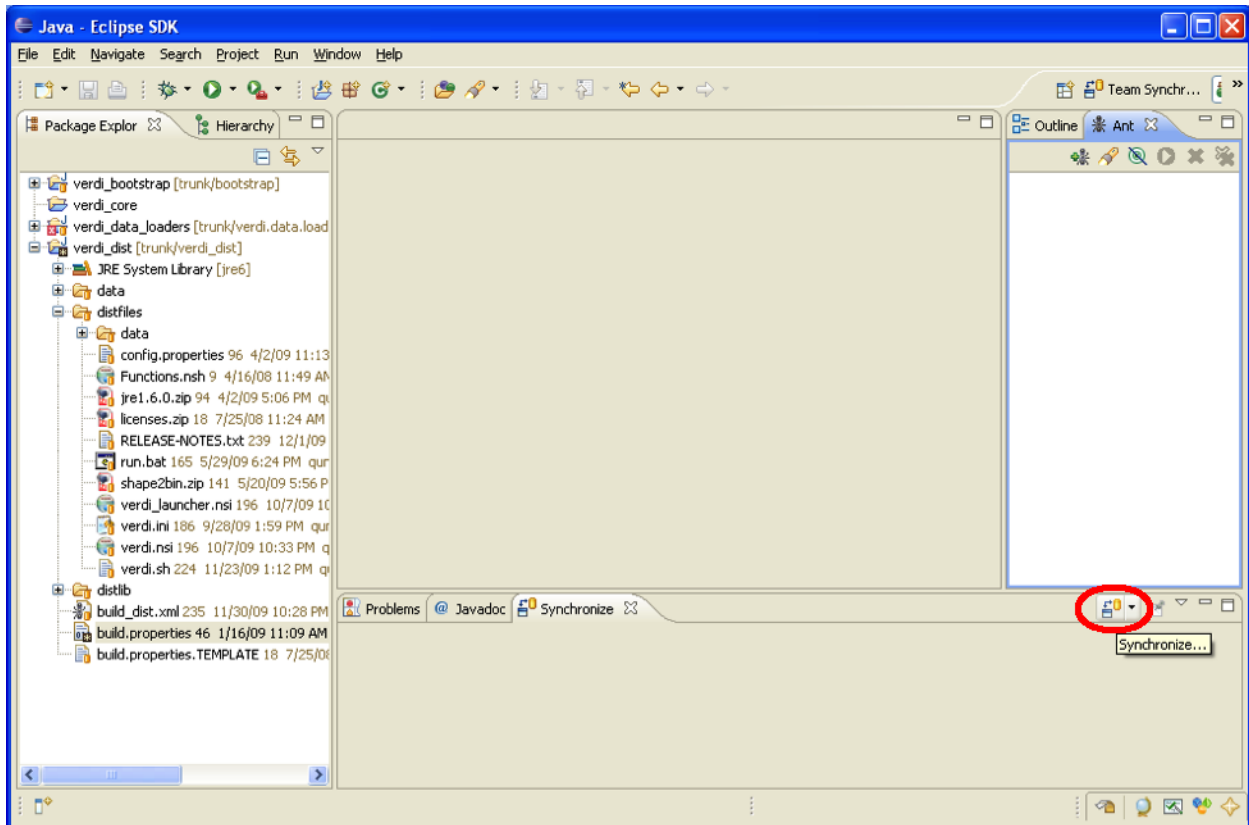 Java - Eclipse SDK
File Edit Navigate Search Project Run Window Help
Team Synchr...
Package Explor
Hierarchy
Outline
Ant
verdi_bootstrap [trunk/bootstrap]
verdi_core
verdi_data_loaders [trunk/verdi.data.load
verdi_dist [trunk/verdi_dist]
JRE System Library [jre6]
data
distfiles
data
config.properties 96 4/2/09 11:13
Functions.nsh 9 4/16/08 11:49 AM
jre1.6.0.zip 94 4/2/09 5:06 PM qu
licenses.zip 18 7/25/08 11:24 AM
RELEASE-NOTES.txt 239 12/1/09
run.bat 165 5/29/09 6:24 PM qur
shape2bin.zip 141 5/20/09 5:56 P
verdi_launcher.nsi 196 10/7/09 10
verdi.ini 186 9/28/09 1:59 PM qur
verdi.nsi 196 10/7/09 10:33 PM q
verdi.sh 224 11/23/09 1:12 PM qu
distlib
build_dist.xml 235 11/30/09 10:28 PM
build.properties 46 1/16/09 11:09 AM
build.properties.TEMPLATE 18 7/25/08
Problems
@ Javadoc
Synchronize
Synchronize...